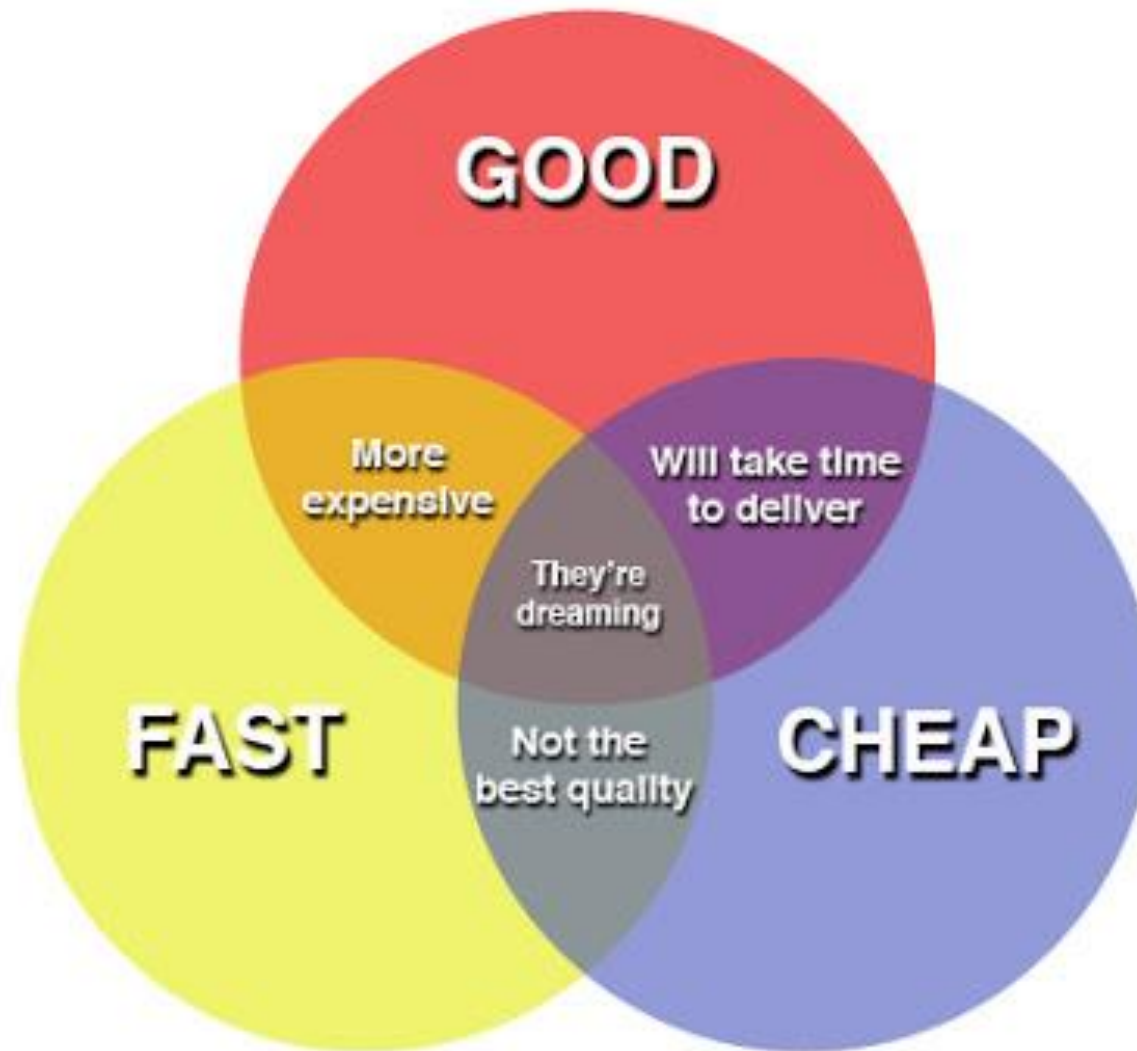 GOOD
More
expensive
Will take time
to deliver
They're
dreaming
FAST
Not the
best quality
CHEAP